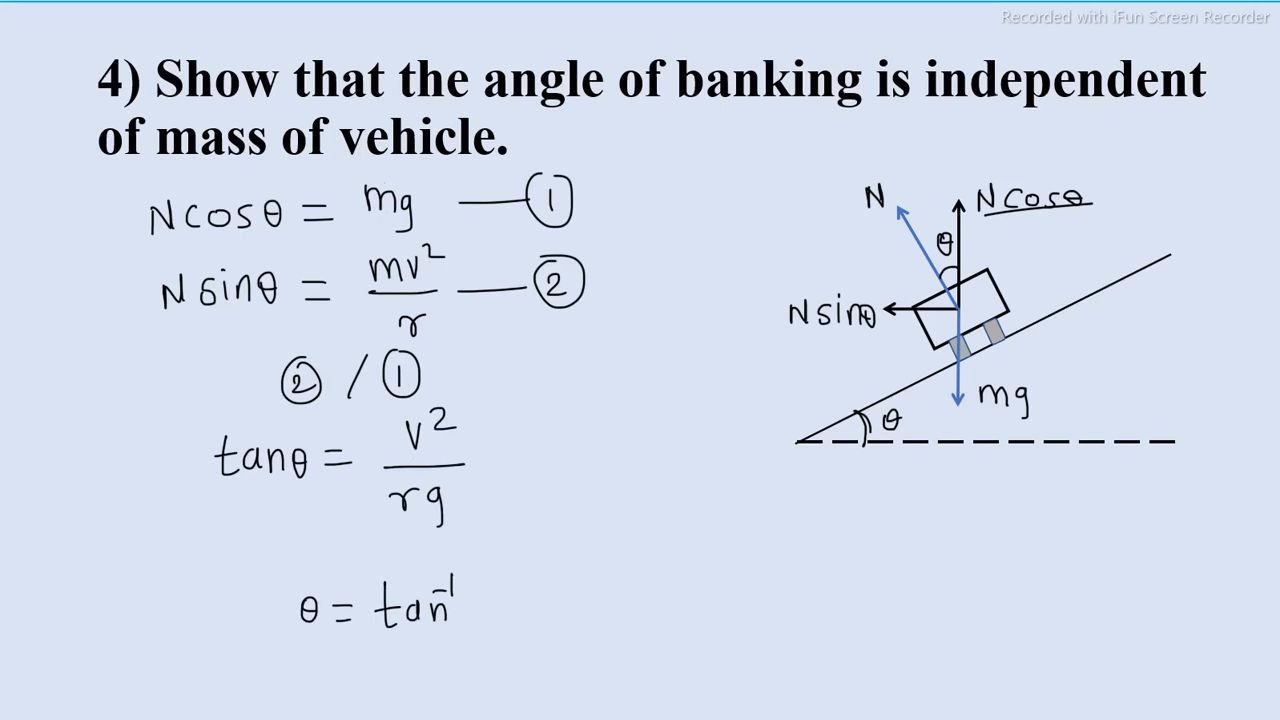 Recorded with iFun Screen Recorder
4) Show that the angle of banking is independent
of mass of vehicle.
Ncosθ = mg — ①
Nsinθ = mv²/r — ②
② / ①
tanθ = v²/rg
θ = tan⁻¹
N
Ncosθ
θ
Nsinθ
mg
θ